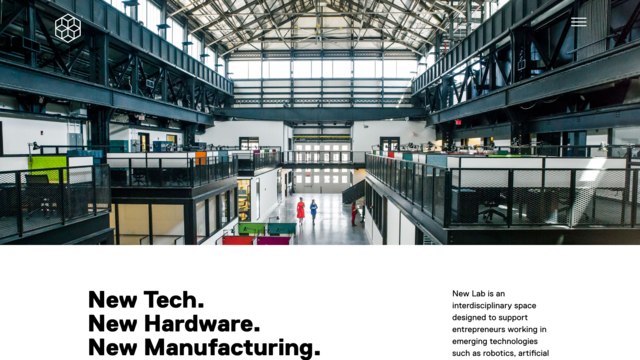 New Tech.
New Hardware.
New Manufacturing.
New Lab is an
interdisciplinary space
designed to support
entrepreneurs working in
emerging technologies
such as robotics, artificial